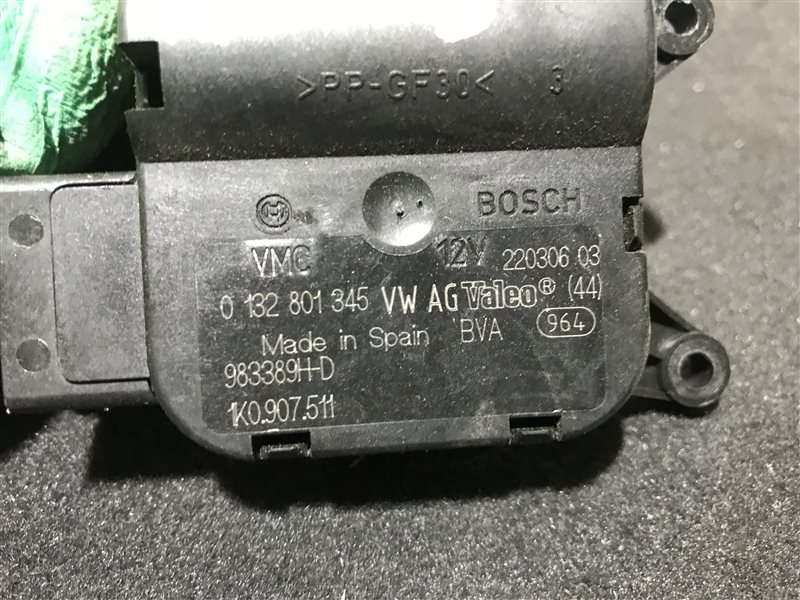 >PP-GF30< 3
BOSCH
VMC 12V 220306 03
0 132 801 345 VW AG Valeo® (44)
Made in Spain BVA 964
983389H-D
1K0.907.511